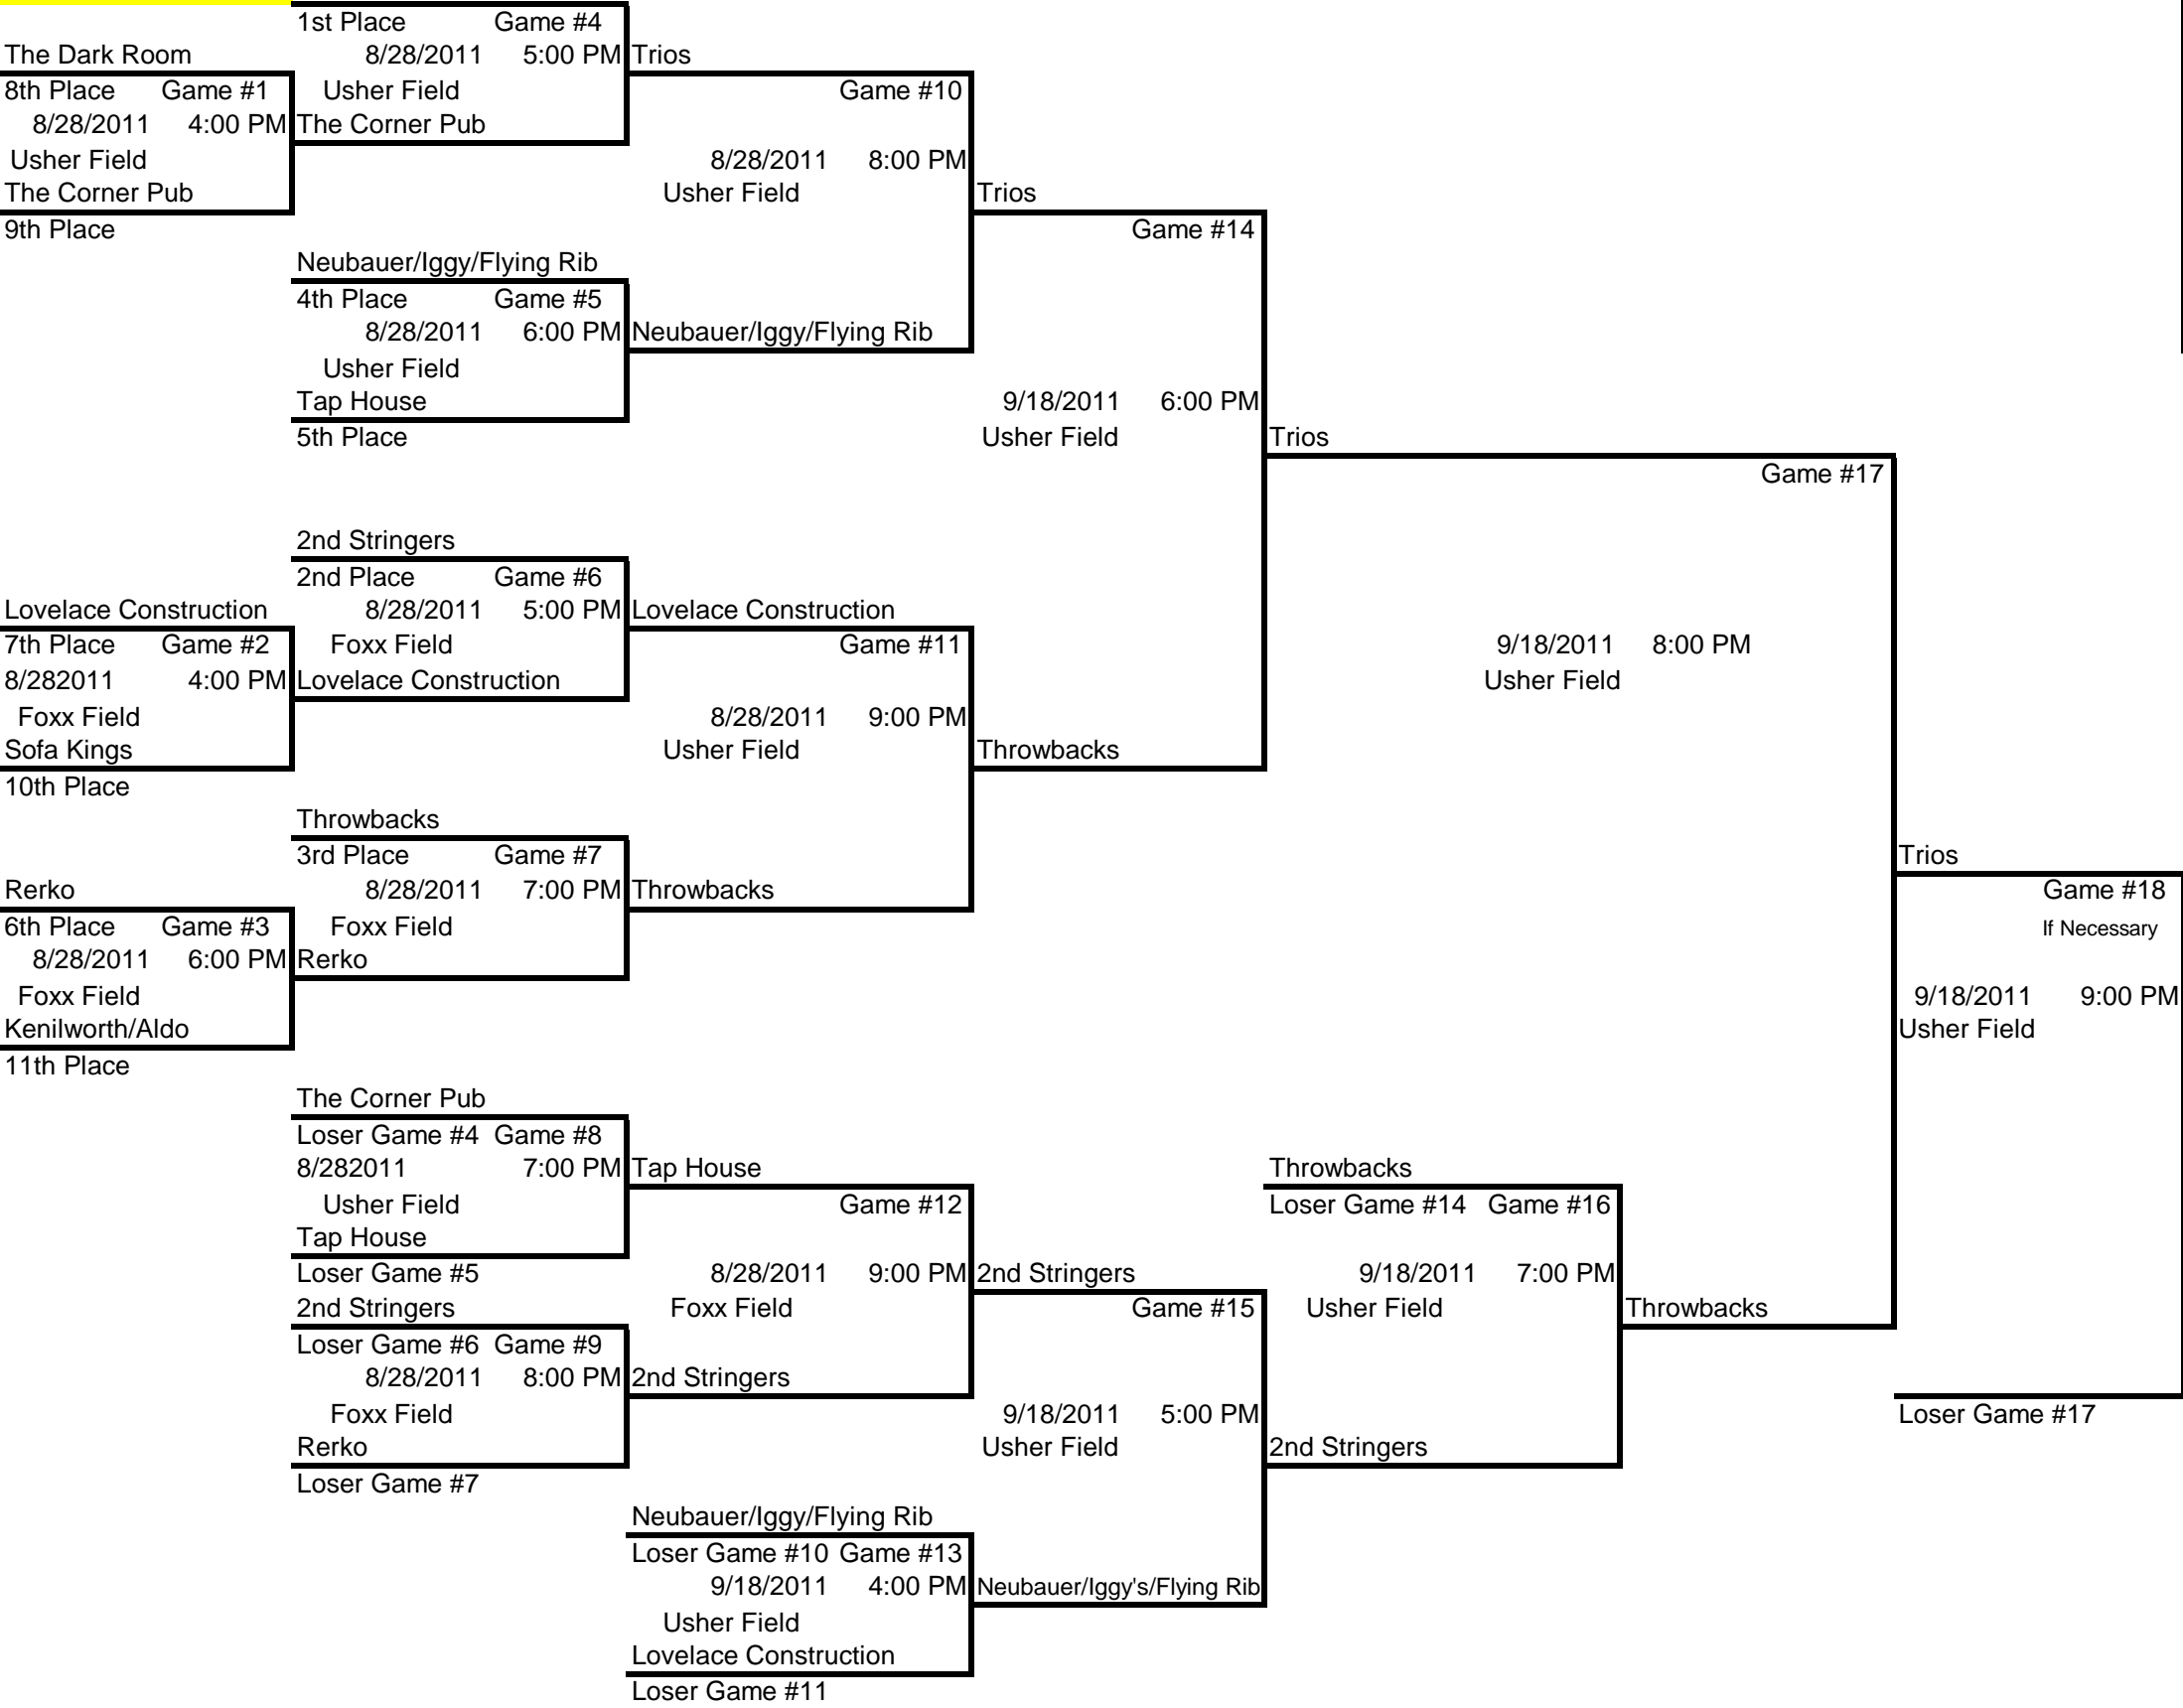 1st Place Game #4
The Dark Room
8/28/2011 5:00 PM
Trios
8th Place Game #1
Usher Field
Game #10
8/28/2011 4:00 PM
The Corner Pub
Usher Field
8/28/2011 8:00 PM
The Corner Pub
Usher Field
Trios
9th Place
Game #14
Neubauer/Iggy/Flying Rib
4th Place Game #5
8/28/2011 6:00 PM
Neubauer/Iggy/Flying Rib
Usher Field
Tap House
9/18/2011 6:00 PM
5th Place
Usher Field
Trios
Game #17
2nd Stringers
2nd Place Game #6
Lovelace Construction
8/28/2011 5:00 PM
Lovelace Construction
7th Place Game #2
Foxx Field
Game #11
9/18/2011 8:00 PM
8/282011 4:00 PM
Lovelace Construction
Usher Field
Foxx Field
8/28/2011 9:00 PM
Sofa Kings
Usher Field
Throwbacks
10th Place
Throwbacks
3rd Place Game #7
Trios
Rerko
8/28/2011 7:00 PM
Throwbacks
Game #18
6th Place Game #3
Foxx Field
If Necessary
8/28/2011 6:00 PM
Rerko
Foxx Field
9/18/2011 9:00 PM
Kenilworth/Aldo
Usher Field
11th Place
The Corner Pub
Loser Game #4 Game #8
8/282011 7:00 PM
Tap House
Throwbacks
Usher Field
Game #12
Loser Game #14 Game #16
Tap House
Loser Game #5
8/28/2011 9:00 PM
2nd Stringers
9/18/2011 7:00 PM
2nd Stringers
Foxx Field
Game #15
Usher Field
Throwbacks
Loser Game #6 Game #9
8/28/2011 8:00 PM
2nd Stringers
Foxx Field
9/18/2011 5:00 PM
Loser Game #17
Rerko
Usher Field
2nd Stringers
Loser Game #7
Neubauer/Iggy/Flying Rib
Loser Game #10 Game #13
9/18/2011 4:00 PM
Neubauer/Iggy's/Flying Rib
Usher Field
Lovelace Construction
Loser Game #11